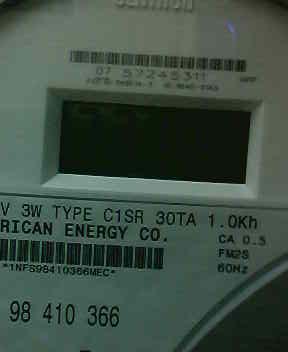 CENTRON
07 57245311
V 3W TYPE C1SR 30TA 1.0Kh
RICAN ENERGY CO. CA 0.5
FM2S
*1NFS98410366MEC* 60Hz
98 410 366